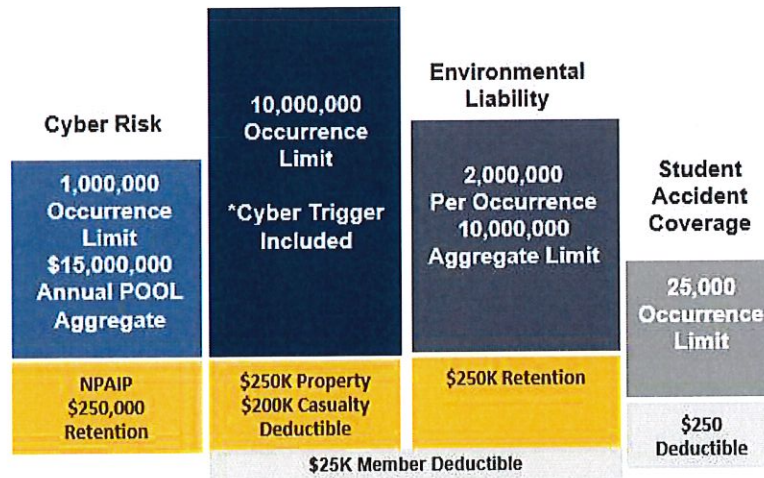 Cyber Risk
1,000,000
Occurrence
Limit
$15,000,000
Annual POOL
Aggregate
NPAIP
$250,000
Retention
10,000,000
Occurrence
Limit
*Cyber Trigger
Included
$250K Property
$200K Casualty
Deductible
Environmental
Liability
2,000,000
Per Occurrence
10,000,000
Aggregate Limit
$250K Retention
$25K Member Deductible
Student
Accident
Coverage
25,000
Occurrence
Limit
$250
Deductible